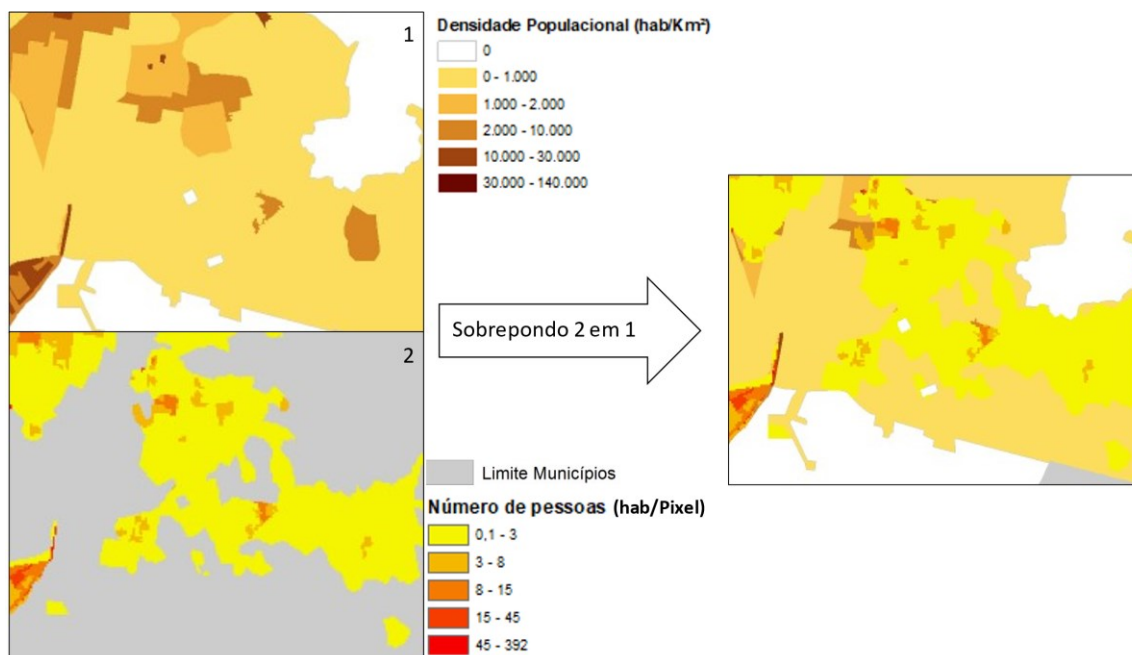 1
Densidade Populacional (hab/Km²)
0
0 - 1.000
1.000 - 2.000
2.000 - 10.000
10.000 - 30.000
30.000 - 140.000
Sobrepondo 2 em 1
2
Limite Municípios
Número de pessoas (hab/Pixel)
0,1 - 3
3 - 8
8 - 15
15 - 45
45 - 392